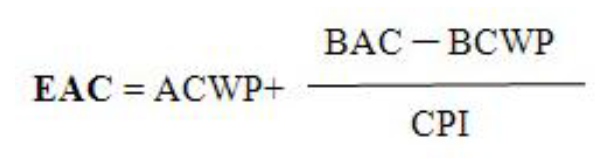 BAC — BCWP
EAC = ACWP+
CPI